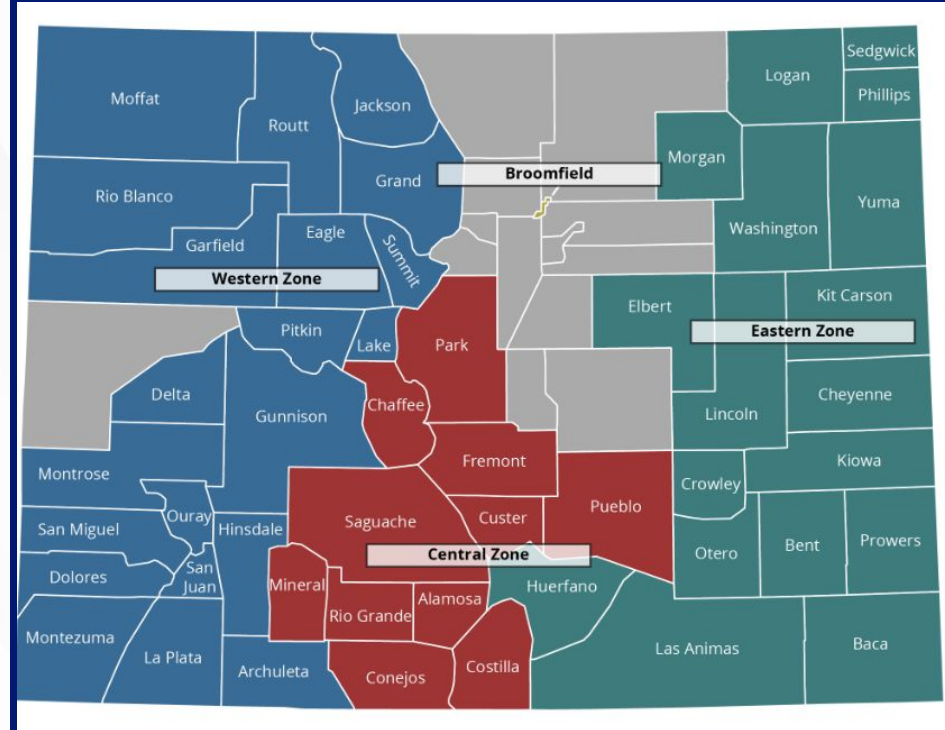 Sedgwick
Logan
Phillips
Moffat
Jackson
Routt
Morgan
Broomfield
Grand
Rio Blanco
Yuma
Washington
Eagle
Garfield
Summit
Western Zone
Kit Carson
Elbert
Eastern Zone
Pitkin
Lake
Park
Delta
Cheyenne
Chaffee
Gunnison
Lincoln
Fremont
Kiowa
Montrose
Crowley
Pueblo
Ouray
Custer
Saguache
San Miguel
Hinsdale
Prowers
Bent
Otero
Central Zone
San
Juan
Dolores
Mineral
Huerfano
Alamosa
Rio Grande
Montezuma
Baca
Las Animas
La Plata
Costilla
Archuleta
Conejos